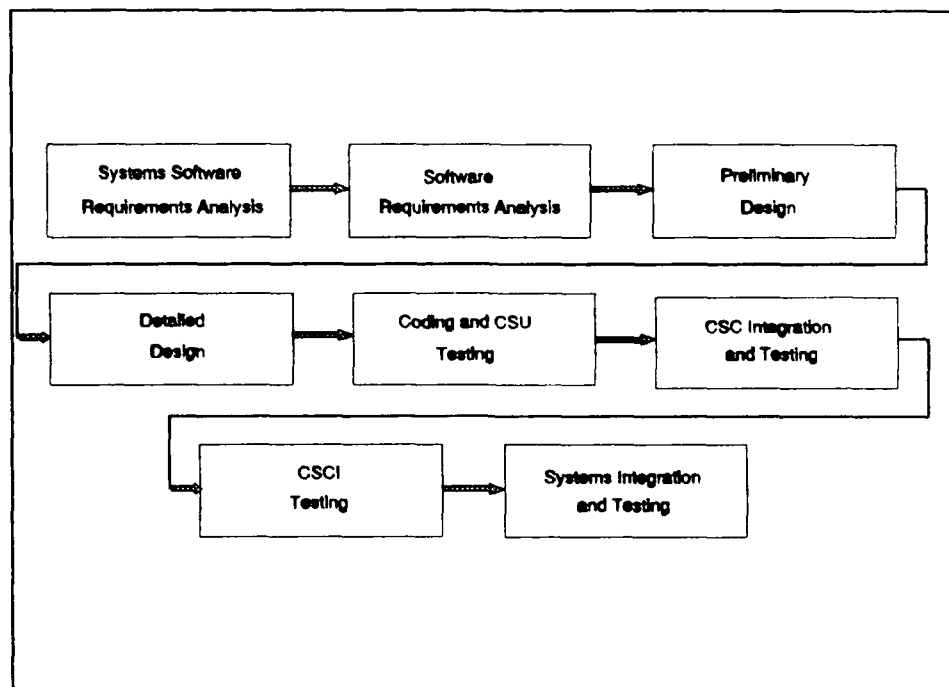 Systems Software
Requirements Analysis
Software
Requirements Analysis
Preliminary
Design
Detailed
Design
Coding and CSU
Testing
CSC Integration
and Testing
CSCI
Testing
Systems Integration
and Testing